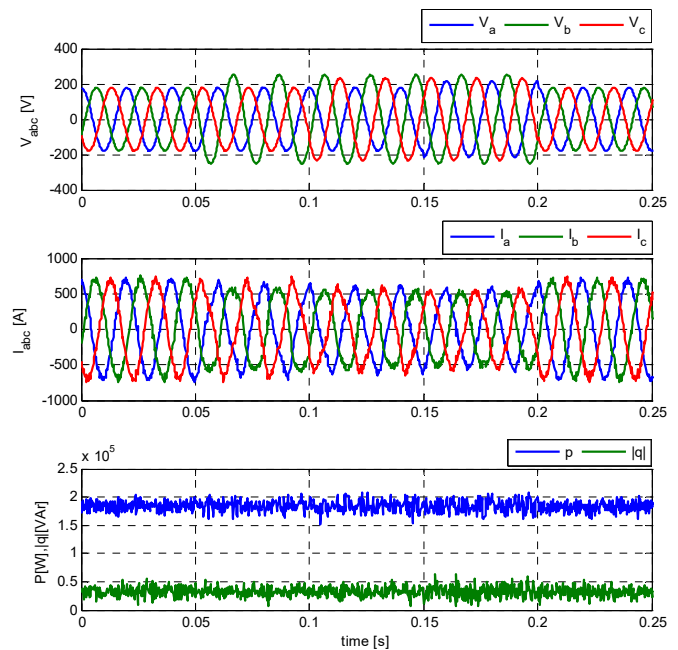 V_a V_b V_c
400
200
0
-200
-400
V_abc [V]
0 0.05 0.1 0.15 0.2 0.25
I_a I_b I_c
1000
500
0
-500
-1000
I_abc [A]
0 0.05 0.1 0.15 0.2 0.25
x 10^5
p |q|
2.5
2
1.5
1
0.5
0
P[W],|q|[VAr]
0 0.05 0.1 0.15 0.2 0.25
time [s]